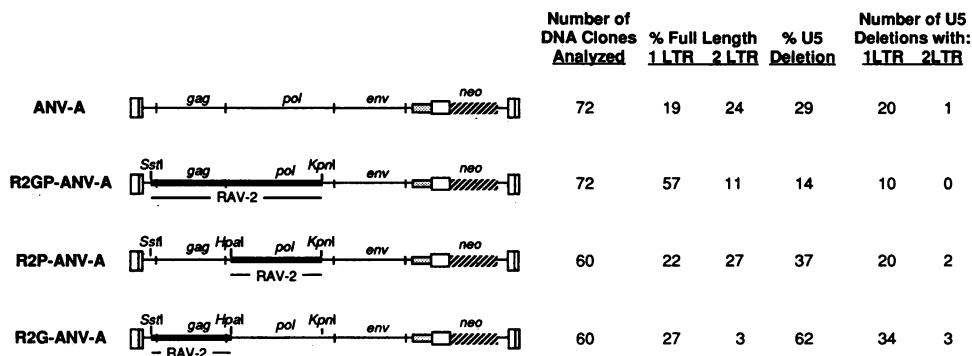 Number of DNA Clones Analyzed
% Full Length
1 LTR 2 LTR
% U5 Deletion
Number of U5 Deletions with:
1LTR 2LTR
ANV-A gag pol env neo 72 19 24 29 20 1
SstI KpnI
R2GP-ANV-A gag pol env neo 72 57 11 14 10 0
RAV-2
SstI HpaI KpnI
R2P-ANV-A gag pol env neo 60 22 27 37 20 2
RAV-2
SstI HpaI KpnI
R2G-ANV-A gag pol env neo 60 27 3 62 34 3
RAV-2